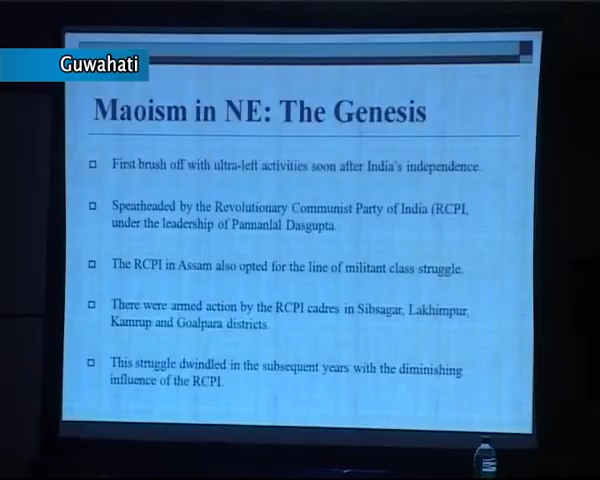 Guwahati
Maoism in NE: The Genesis
First brush off with ultra-left activities soon after India's independence.
Spearheaded by the Revolutionary Communist Party of India (RCPI,
under the leadership of Pannanlal Dasgupta.
The RCPI in Assam also opted for the line of militant class struggle.
There were armed action by the RCPI cadres in Sibsagar, Lakhimpur,
Kamrup and Goalpara districts.
This struggle dwindled in the subsequent years with the diminishing
influence of the RCPI.